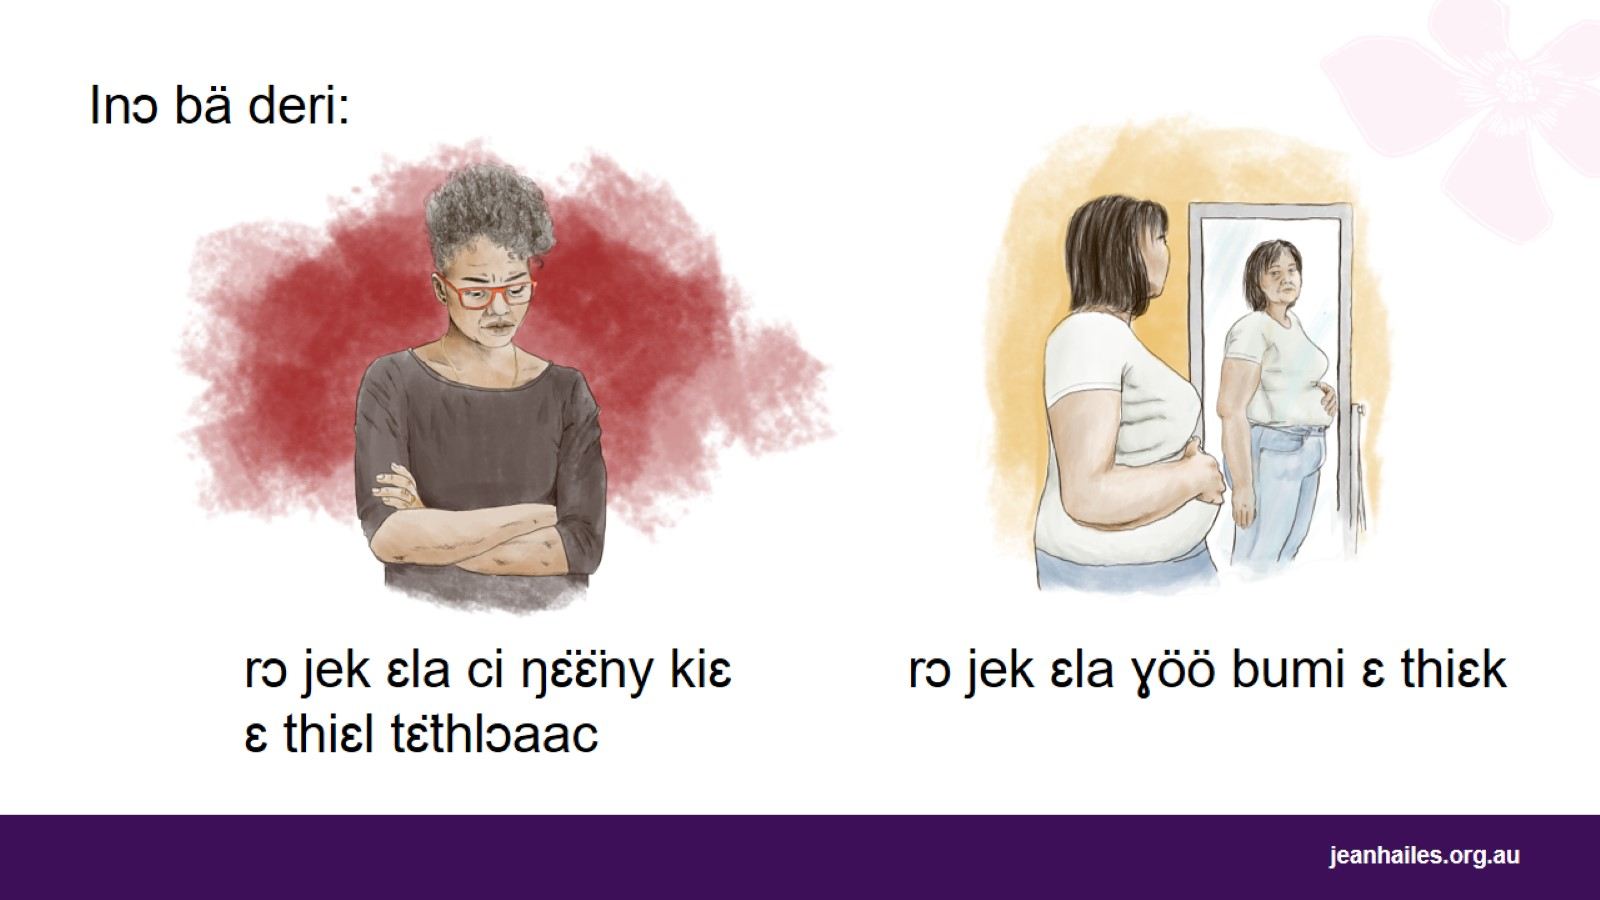 Inɔ bä deri:
rɔ jek ɛla ci ŋɛ̈ɛ̈ny kiɛ
ɛ thiɛl tɛ̈thlɔaac
rɔ jek ɛla ɣöö bumi ɛ thiɛk
jeanhailes.org.au